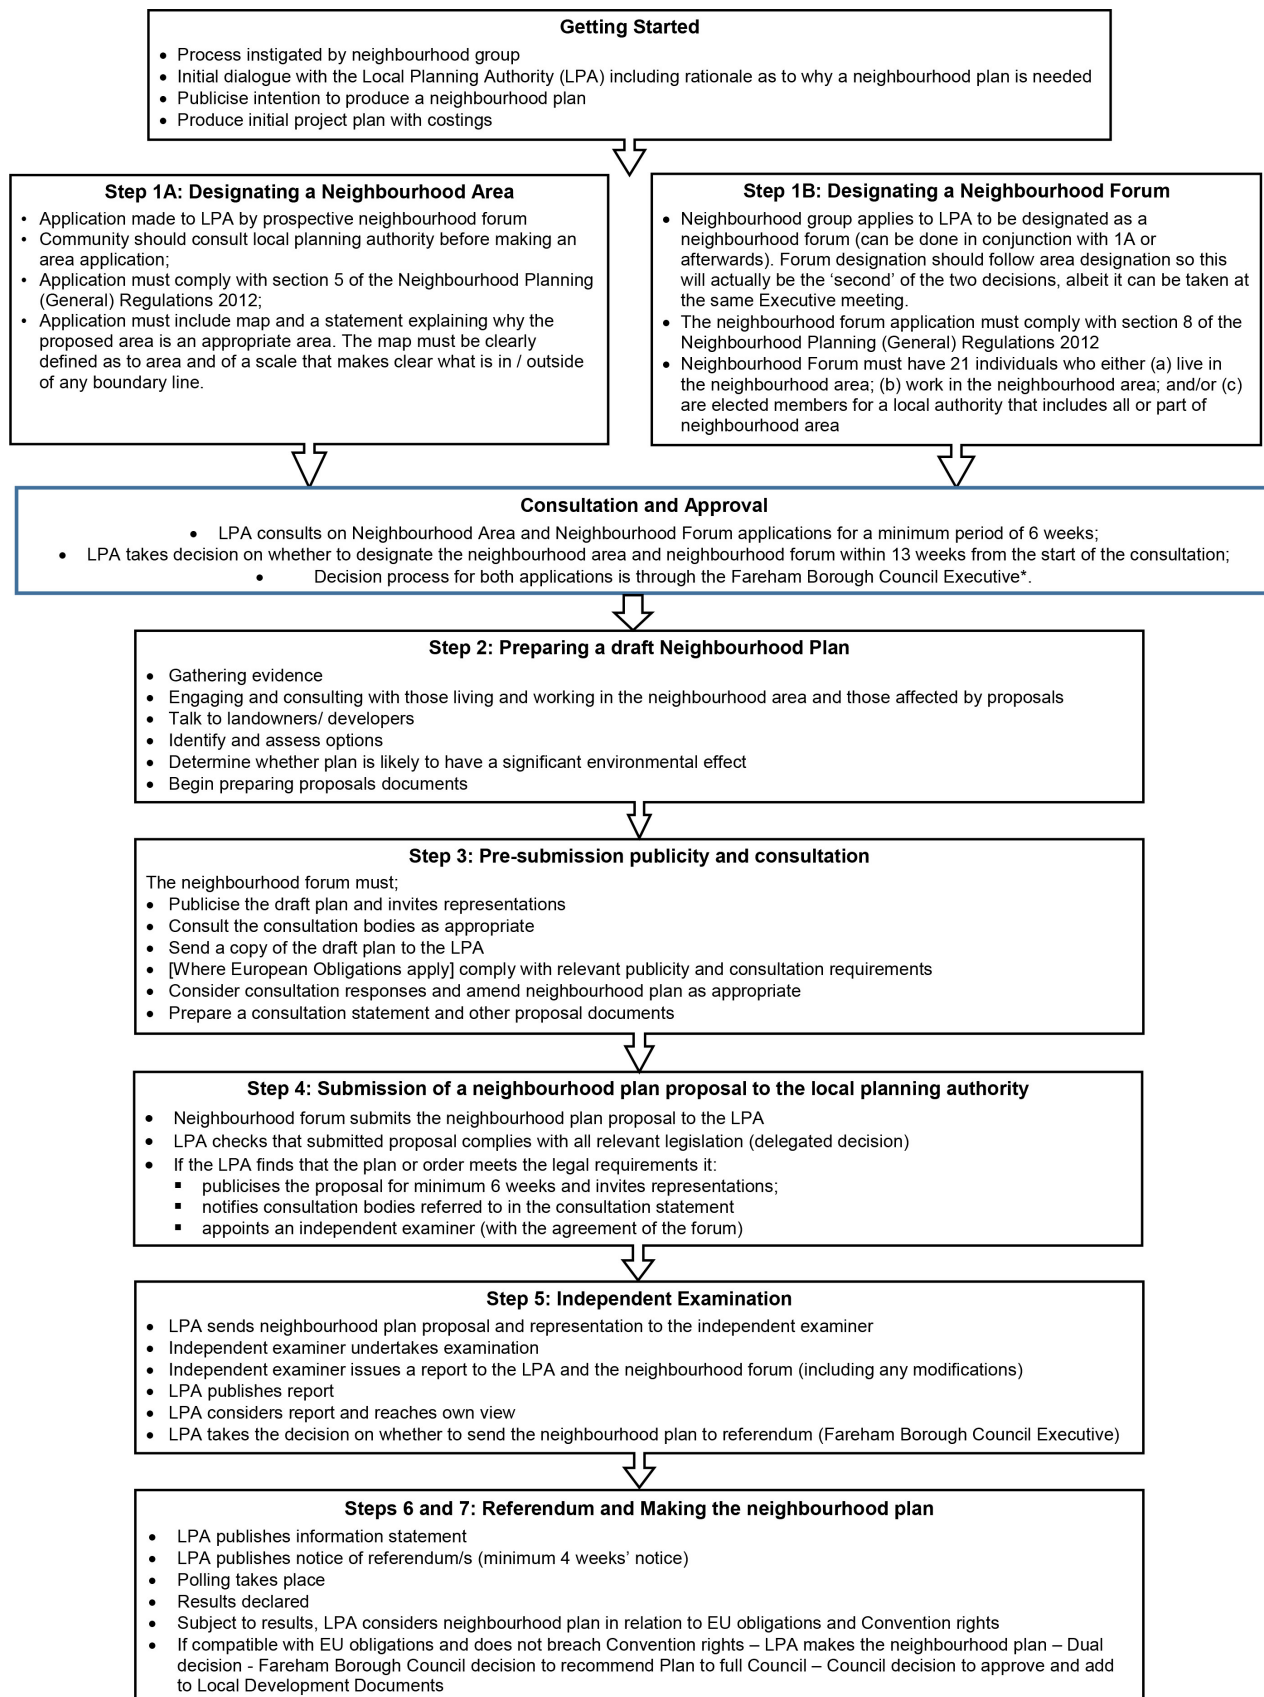 Getting Started
• Process instigated by neighbourhood group
• Initial dialogue with the Local Planning Authority (LPA) including rationale as to why a neighbourhood plan is needed
• Publicise intention to produce a neighbourhood plan
• Produce initial project plan with costings
Step 1A: Designating a Neighbourhood Area
• Application made to LPA by prospective neighbourhood forum
• Community should consult local planning authority before making an
area application;
• Application must comply with section 5 of the Neighbourhood Planning
(General) Regulations 2012;
• Application must include map and a statement explaining why the
proposed area is an appropriate area. The map must be clearly
defined as to area and of a scale that makes clear what is in / outside
of any boundary line.
Step 1B: Designating a Neighbourhood Forum
• Neighbourhood group applies to LPA to be designated as a
neighbourhood forum (can be done in conjunction with 1A or
afterwards). Forum designation should follow area designation so this
will actually be the ‘second’ of the two decisions, albeit it can be taken at
the same Executive meeting.
• The neighbourhood forum application must comply with section 8 of the
Neighbourhood Planning (General) Regulations 2012
• Neighbourhood Forum must have 21 individuals who either (a) live in
the neighbourhood area; (b) work in the neighbourhood area; and/or (c)
are elected members for a local authority that includes all or part of
neighbourhood area
Consultation and Approval
• LPA consults on Neighbourhood Area and Neighbourhood Forum applications for a minimum period of 6 weeks;
• LPA takes decision on whether to designate the neighbourhood area and neighbourhood forum within 13 weeks from the start of the consultation;
• Decision process for both applications is through the Fareham Borough Council Executive*.
Step 2: Preparing a draft Neighbourhood Plan
• Gathering evidence
• Engaging and consulting with those living and working in the neighbourhood area and those affected by proposals
• Talk to landowners/ developers
• Identify and assess options
• Determine whether plan is likely to have a significant environmental effect
• Begin preparing proposals documents
Step 3: Pre-submission publicity and consultation
The neighbourhood forum must;
• Publicise the draft plan and invites representations
• Consult the consultation bodies as appropriate
• Send a copy of the draft plan to the LPA
• [Where European Obligations apply] comply with relevant publicity and consultation requirements
• Consider consultation responses and amend neighbourhood plan as appropriate
• Prepare a consultation statement and other proposal documents
Step 4: Submission of a neighbourhood plan proposal to the local planning authority
• Neighbourhood forum submits the neighbourhood plan proposal to the LPA
• LPA checks that submitted proposal complies with all relevant legislation (delegated decision)
• If the LPA finds that the plan or order meets the legal requirements it:
▪ publicises the proposal for minimum 6 weeks and invites representations;
▪ notifies consultation bodies referred to in the consultation statement
▪ appoints an independent examiner (with the agreement of the forum)
Step 5: Independent Examination
• LPA sends neighbourhood plan proposal and representation to the independent examiner
• Independent examiner undertakes examination
• Independent examiner issues a report to the LPA and the neighbourhood forum (including any modifications)
• LPA publishes report
• LPA considers report and reaches own view
• LPA takes the decision on whether to send the neighbourhood plan to referendum (Fareham Borough Council Executive)
Steps 6 and 7: Referendum and Making the neighbourhood plan
• LPA publishes information statement
• LPA publishes notice of referendum/s (minimum 4 weeks’ notice)
• Polling takes place
• Results declared
• Subject to results, LPA considers neighbourhood plan in relation to EU obligations and Convention rights
• If compatible with EU obligations and does not breach Convention rights – LPA makes the neighbourhood plan – Dual
decision - Fareham Borough Council decision to recommend Plan to full Council – Council decision to approve and add
to Local Development Documents